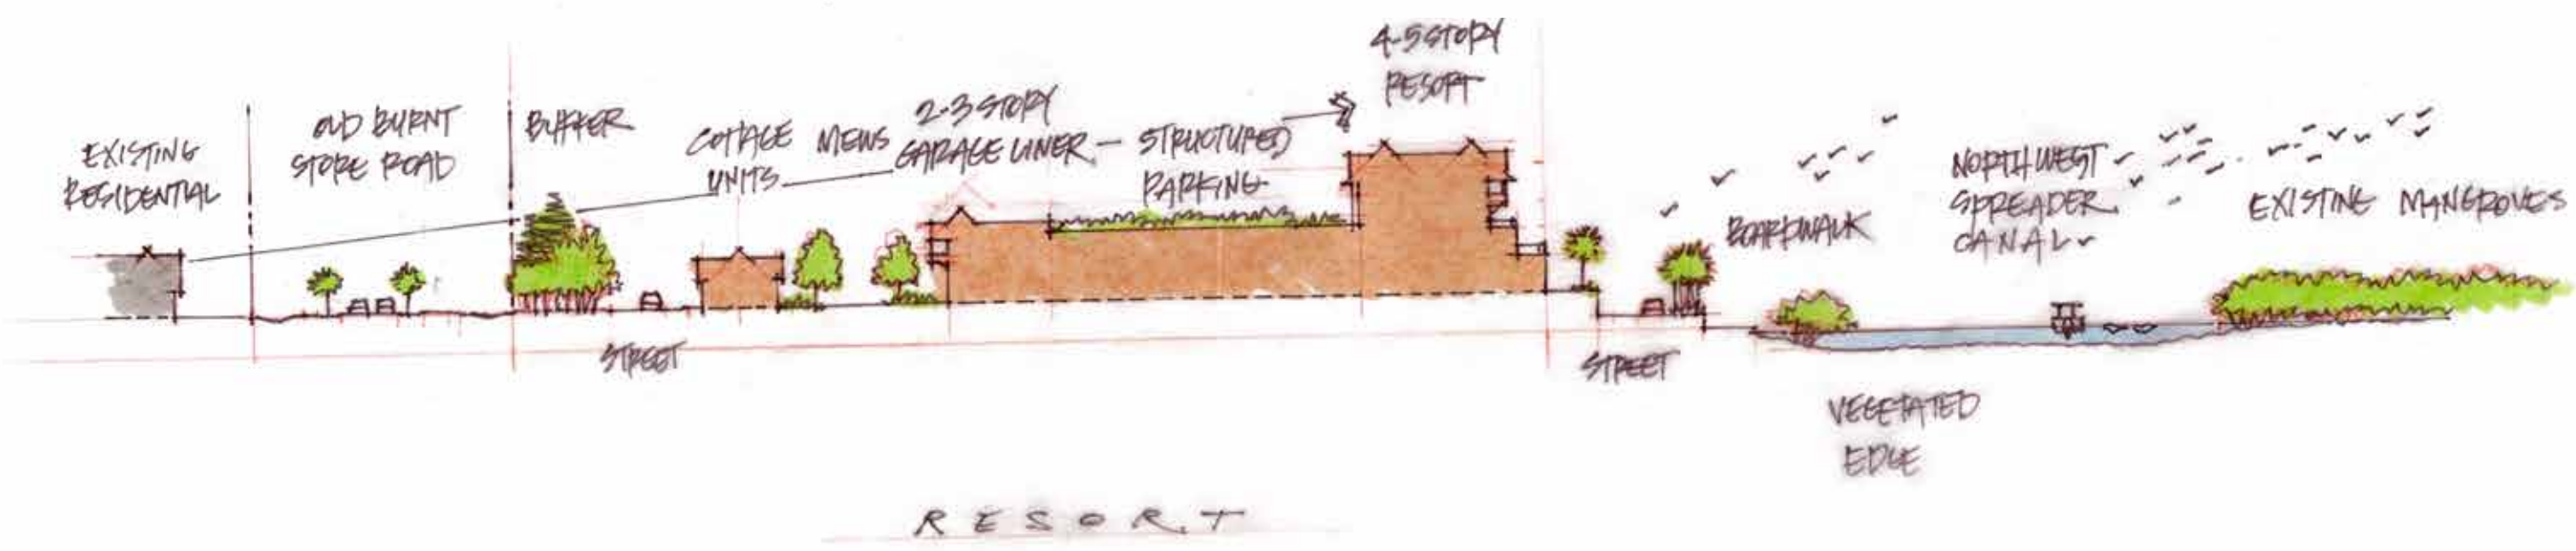 EXISTING
RESIDENTIAL
OLD BURNT
STORE ROAD
BUFFER
COTTAGE
UNITS
MEWS
2-3 STORY
GARAGE LINER -
STRUCTURED
PARKING
4-5 STORY
RESORT
BOARDWALK
NORTHWEST
SPREADER
CANAL
EXISTING MANGROVES
STREET
STREET
VEGETATED
EDGE
RESORT